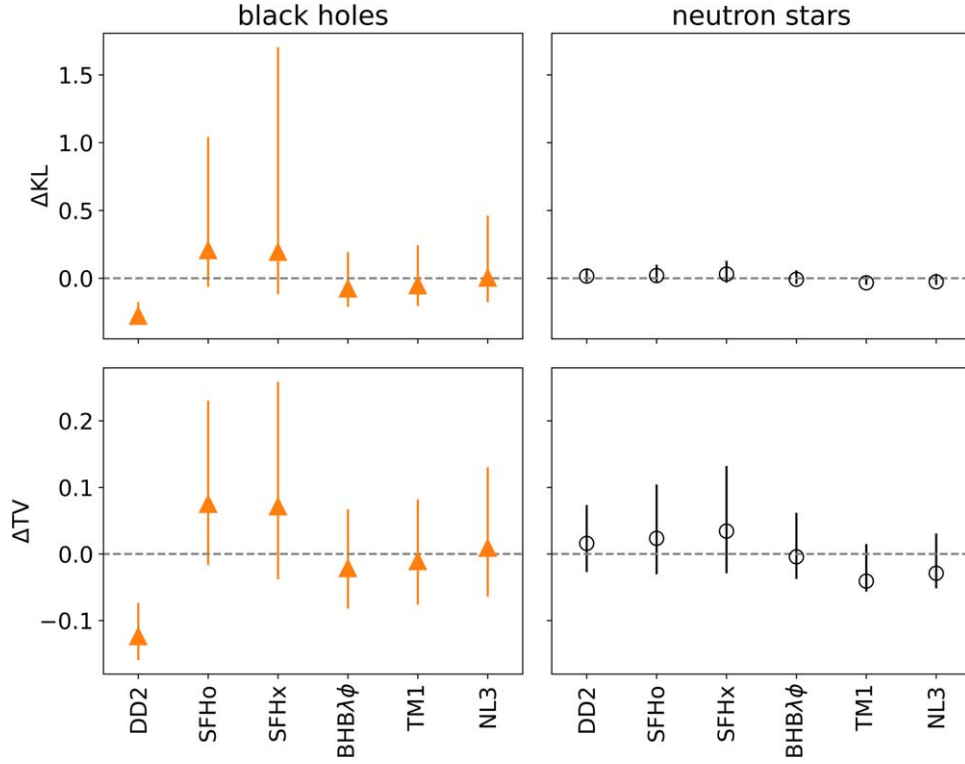 black holes neutron stars
ΔKL
1.5
1.0
0.5
0.0
ΔTV
0.2
0.1
0.0
−0.1
DD2 SFHo SFHx BHBλϕ TM1 NL3 DD2 SFHo SFHx BHBλϕ TM1 NL3